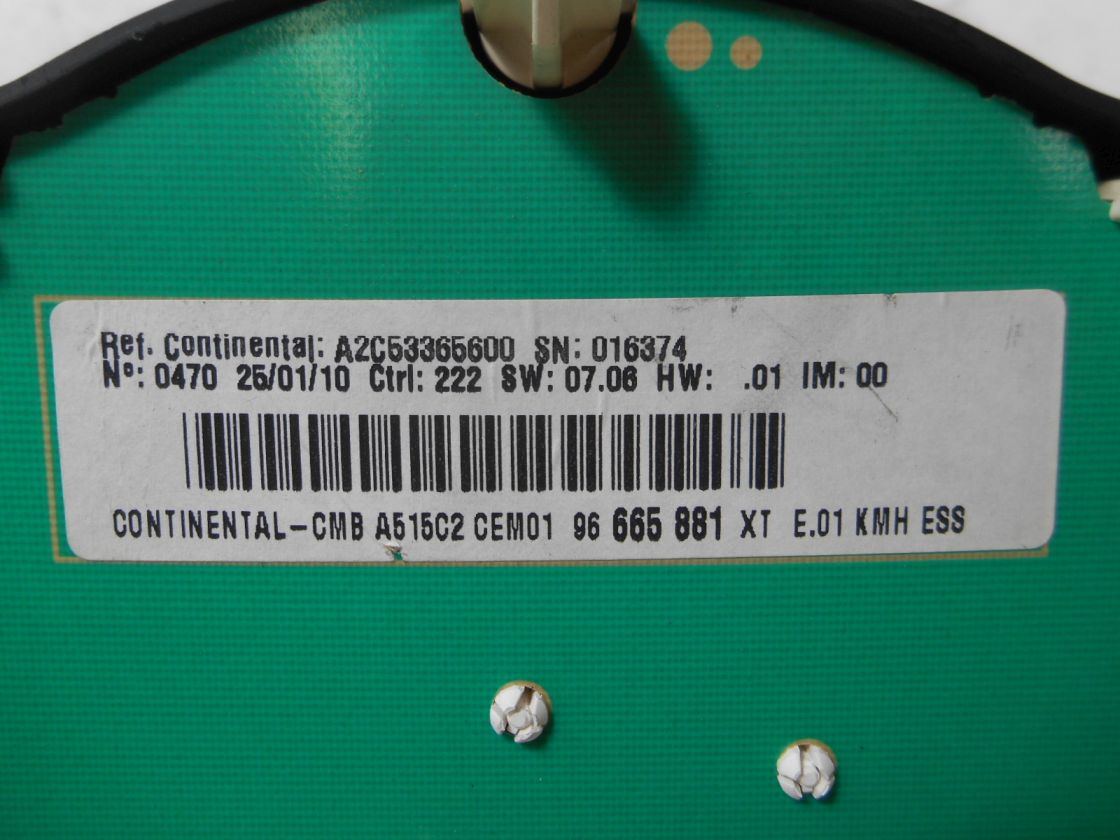 Ref. Continental: A2C53365600 SN: 016374
Nº: 0470 25/01/10 Ctrl: 222 SW: 07.06 HW: .01 IM: 00
CONTINENTAL-CMB A515C2 CEM01 96 665 881 XT E.01 KMH ESS